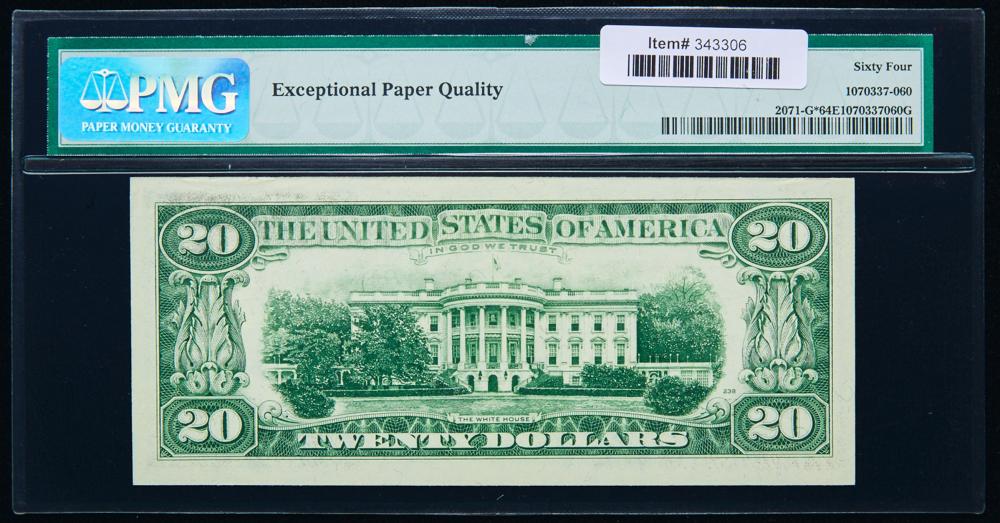 Item# 343306
PMG
PAPER MONEY GUARANTY
Exceptional Paper Quality
Sixty Four
1070337-060
2071-G*64E1070337060G
20
THE UNITED STATES OF AMERICA
20
IN GOD WE TRUST
238
THE WHITE HOUSE
20
TWENTY DOLLARS
20